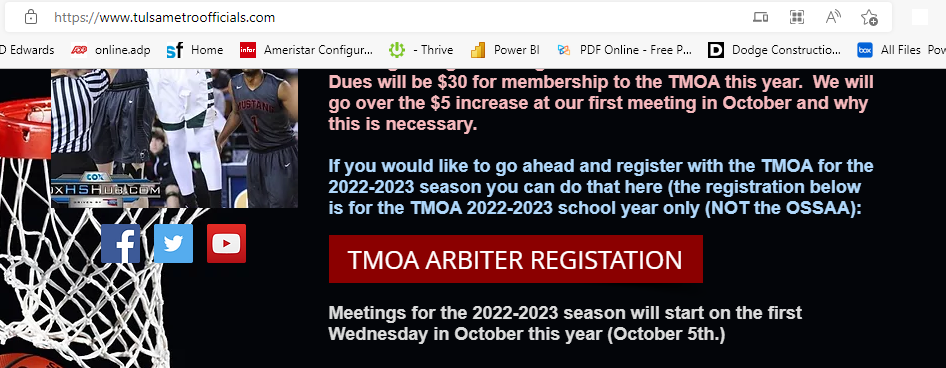 https://www.tulsametroofficials.com
D Edwards
online.adp
Home
Ameristar Configur...
- Thrive
Power BI
PDF Online - Free P...
Dodge Constructio...
All Files
Pow
Dues will be $30 for membership to the TMOA this year. We will
go over the $5 increase at our first meeting in October and why
this is necessary.
If you would like to go ahead and register with the TMOA for the
2022-2023 season you can do that here (the registration below
is for the TMOA 2022-2023 school year only (NOT the OSSAA):
TMOA ARBITER REGISTATION
Meetings for the 2022-2023 season will start on the first
Wednesday in October this year (October 5th.)
MUSTANG
1
COX
OXHSHUB.COM